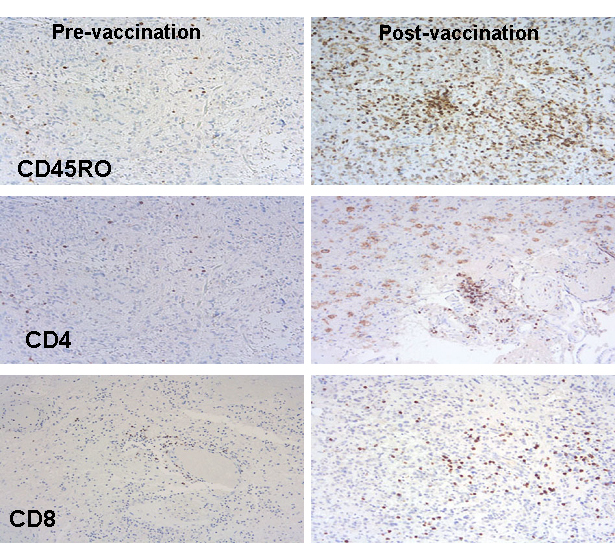 Pre-vaccination
Post-vaccination
CD45RO
CD4
CD8